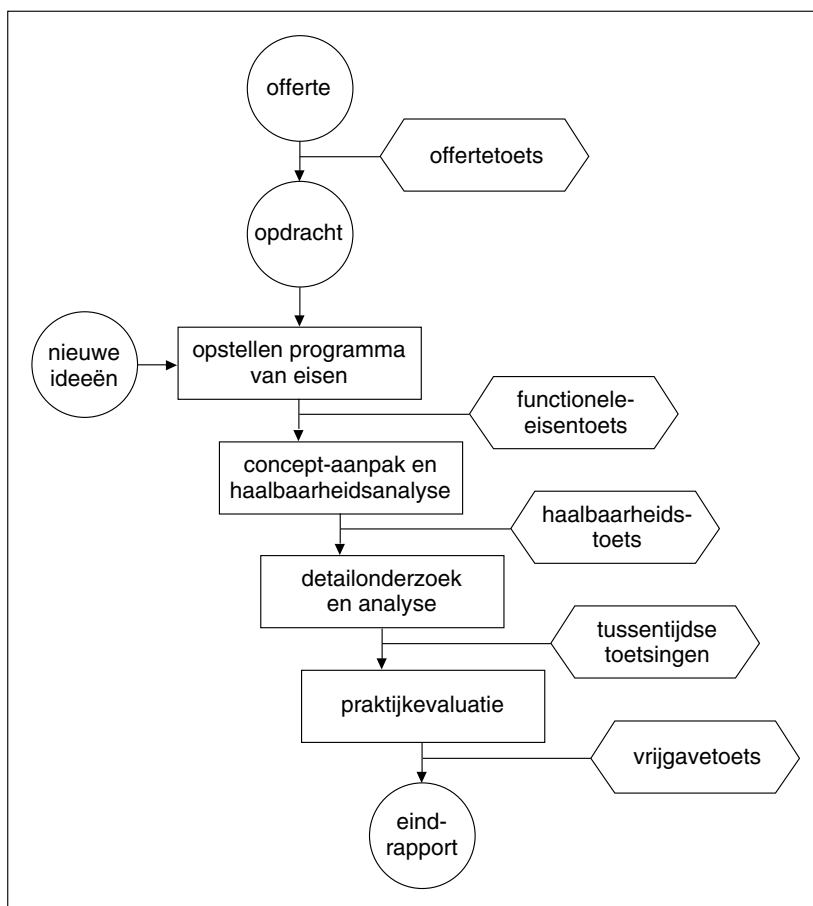 offerte
offertetoets
opdracht
nieuwe
ideeën
opstellen programma
van eisen
functionele-
eisentoets
concept-aanpak en
haalbaarheidsanalyse
haalbaarheids-
toets
detailonderzoek
en analyse
tussentijdse
toetsingen
praktijkevaluatie
vrijgavetoets
eind-
rapport